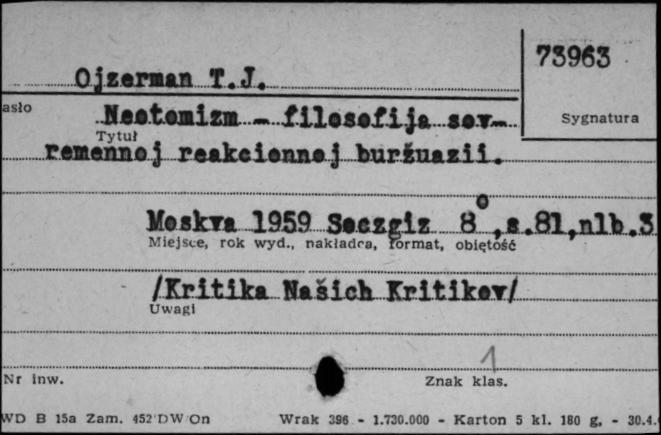 73963
Ojzerman T.J.
asło
Sygnatura
Neotomizm - filosofija sov-
Tytuł
remennoj reakcionnoj buržuazii.
Moskva 1959 Soczgiz 8°, s.81, nlb.3
Miejsce, rok wyd., nakładca, format, objętość
/Kritika Našich Kritikov/
Uwagi
1
Nr inw.
Znak klas.
WD B 15a Zam. 452 DW/On Wrak 396 - 1.730.000 - Karton 5 kl. 180 g. - 30.4.